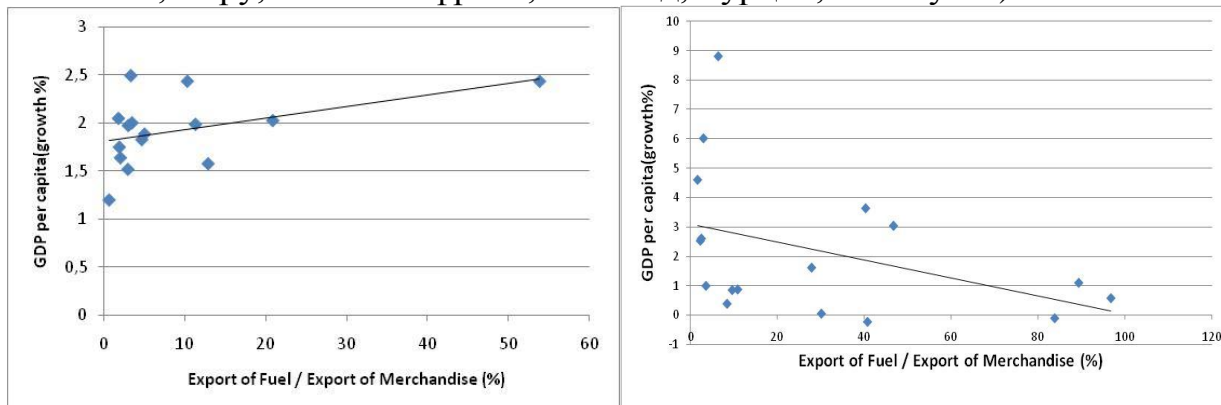 Перу, Турция,
3
2,5
2
1,5
1
0,5
0
GDP per capita(growth %)
0 10 20 30 40 50 60
Export of Fuel / Export of Merchandise (%)
10
9
8
7
6
5
4
3
2
1
0
-1
GDP per capita(growth%)
0 20 40 60 80 100 120
Export of Fuel / Export of Merchandise (%)